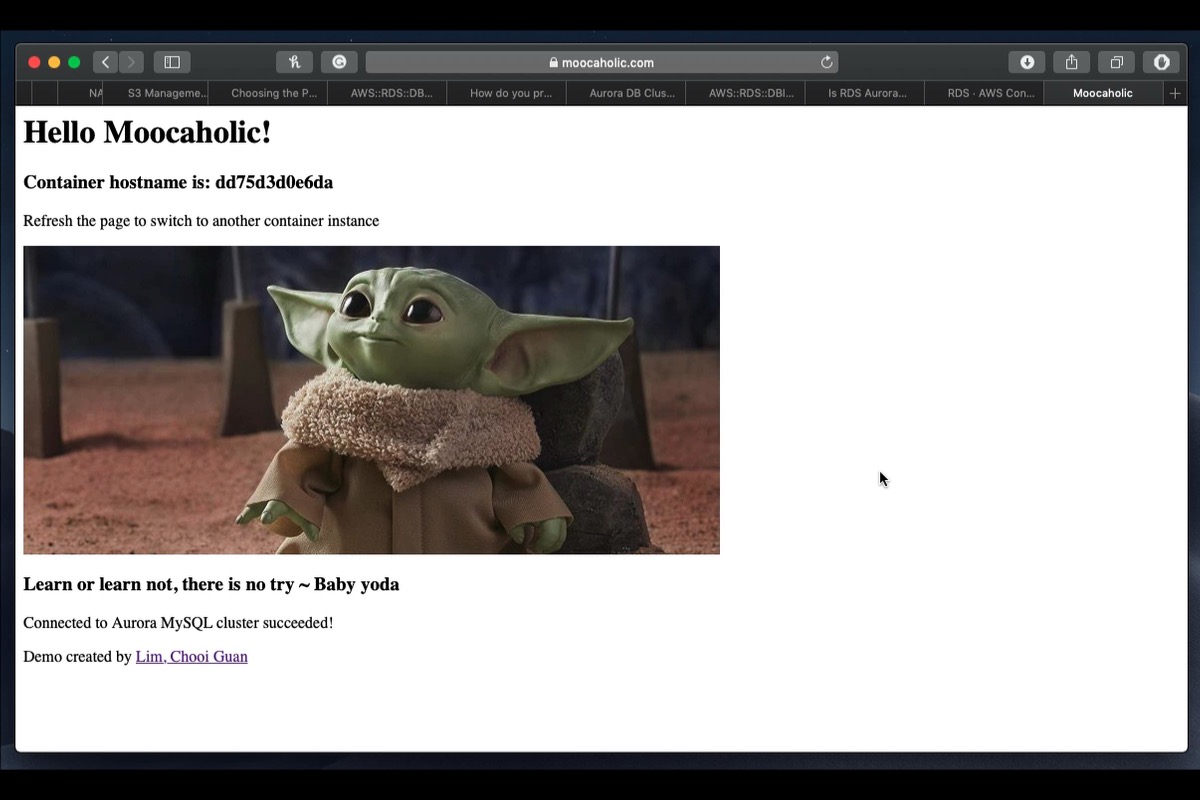 moocaholic.com
NA
S3 Manageme...
Choosing the P...
AWS::RDS::DB...
How do you pr...
Aurora DB Clus...
AWS::RDS::DBI...
Is RDS Aurora...
RDS · AWS Con...
Moocaholic
Hello Moocaholic!
Container hostname is: dd75d3d0e6da
Refresh the page to switch to another container instance
Learn or learn not, there is no try ~ Baby yoda
Connected to Aurora MySQL cluster succeeded!
Demo created by Lim, Chooi Guan